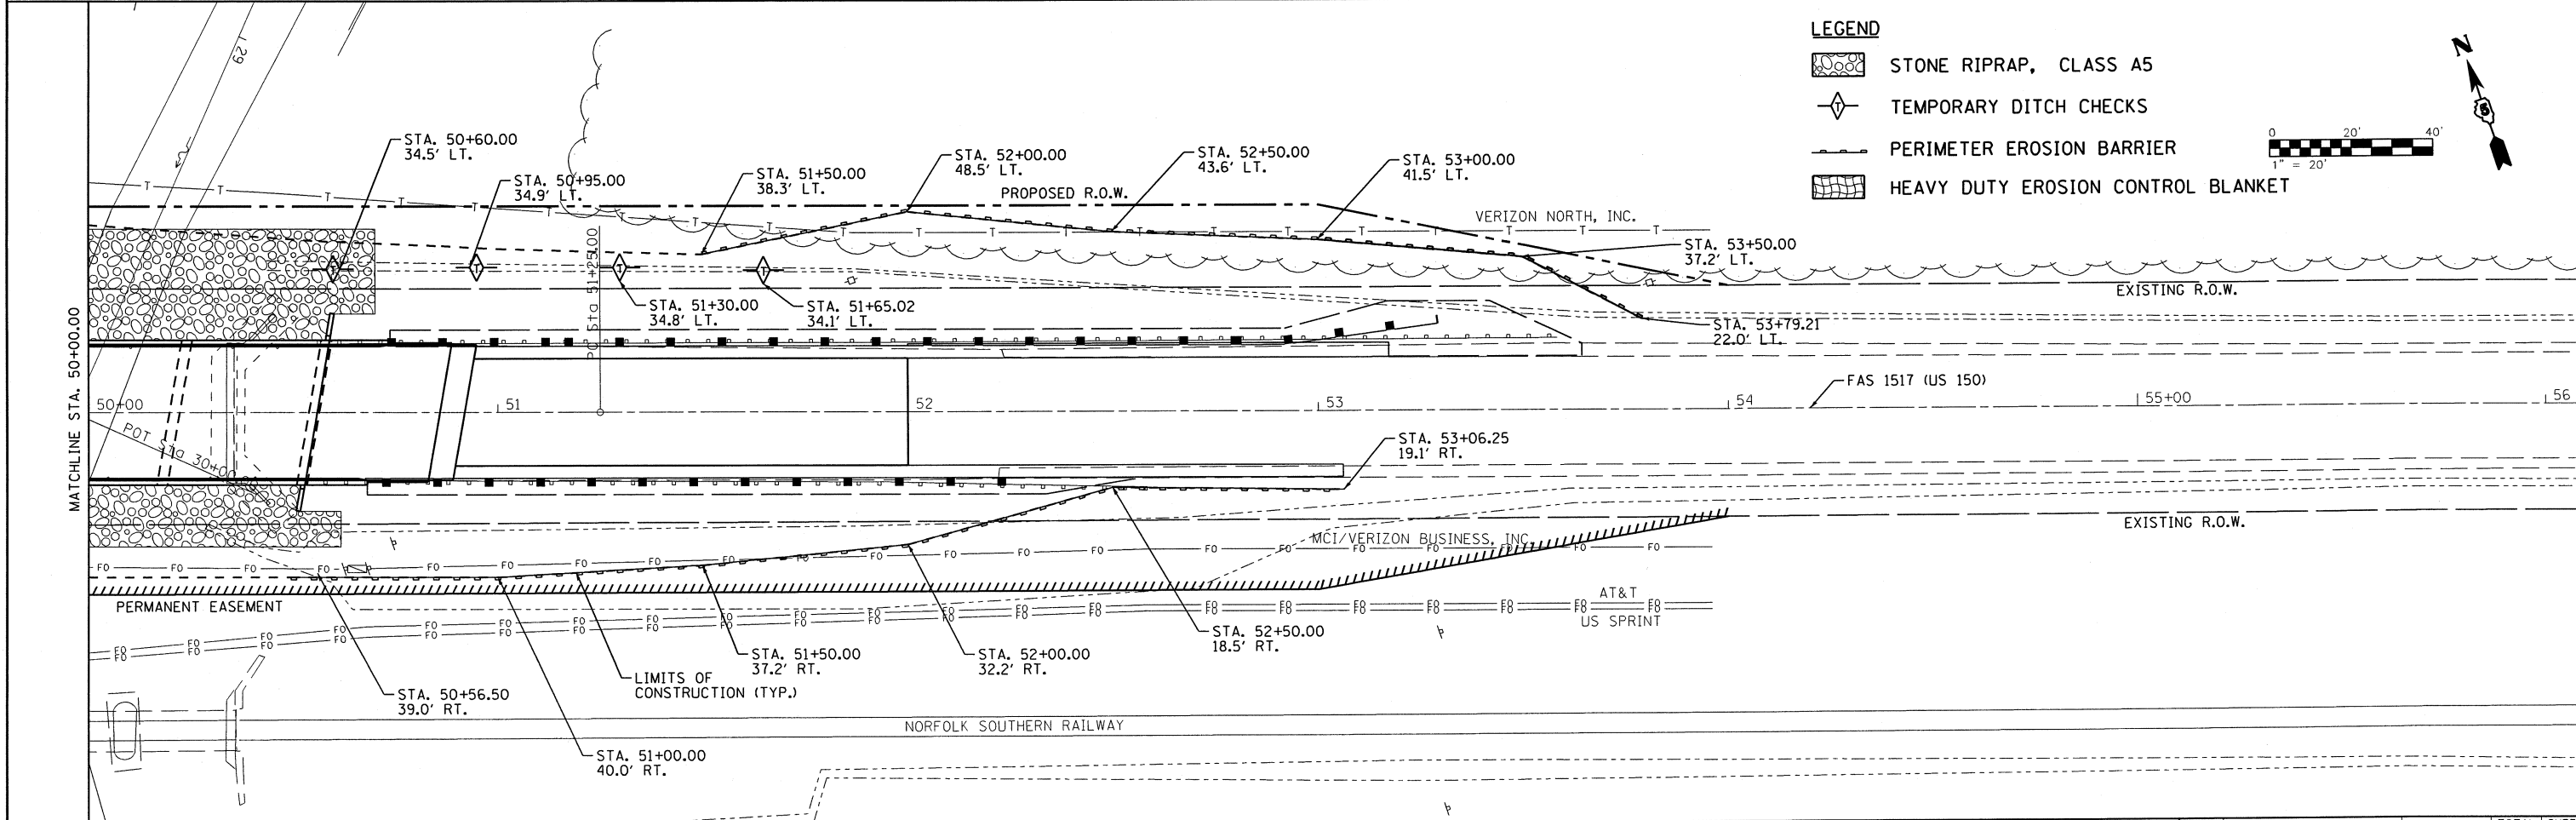 LEGEND
STONE RIPRAP, CLASS A5
TEMPORARY DITCH CHECKS
PERIMETER EROSION BARRIER
HEAVY DUTY EROSION CONTROL BLANKET
N
5
0 20' 40'
1" = 20'
STA. 50+60.00
34.5' LT.
STA. 50+95.00
34.9' LT.
STA. 51+50.00
38.3' LT.
STA. 52+00.00
48.5' LT.
PROPOSED R.O.W.
STA. 52+50.00
43.6' LT.
STA. 53+00.00
41.5' LT.
VERIZON NORTH, INC.
STA. 53+50.00
37.2' LT.
EXISTING R.O.W.
STA. 51+30.00
34.8' LT.
STA. 51+65.02
34.1' LT.
STA. 53+79.21
22.0' LT.
MATCHLINE STA. 50+00.00
Sta 51+25.00
FAS 1517 (US 150)
50+00
51
52
53
54
55+00
56
POT Sta 30+00
STA. 53+06.25
19.1' RT.
EXISTING R.O.W.
MCI/VERIZON BUSINESS, INC.
PERMANENT EASEMENT
AT&T
US SPRINT
STA. 52+50.00
18.5' RT.
STA. 52+00.00
32.2' RT.
STA. 51+50.00
37.2' RT.
LIMITS OF
CONSTRUCTION (TYP.)
STA. 50+56.50
39.0' RT.
STA. 51+00.00
40.0' RT.
NORFOLK SOUTHERN RAILWAY